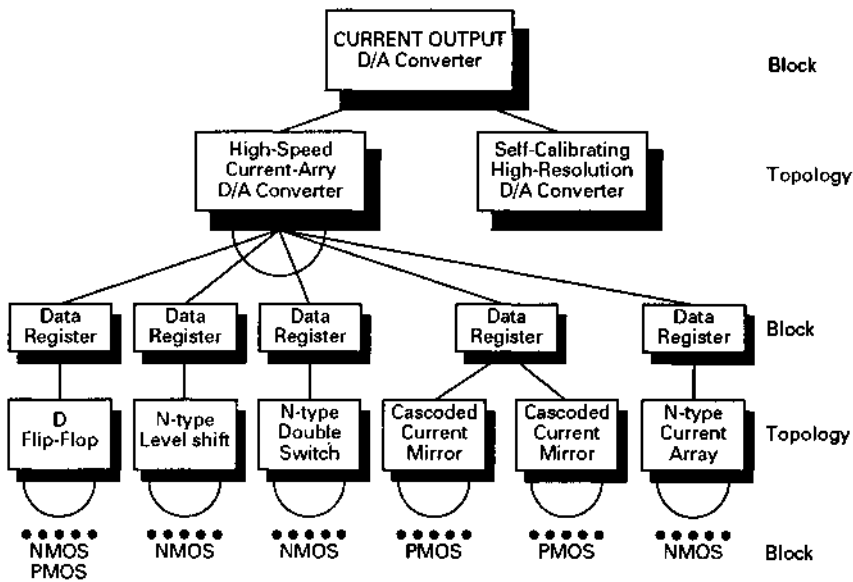 CURRENT OUTPUT
D/A Converter
Block
High-Speed
Current-Arry
D/A Converter
Self-Calibrating
High-Resolution
D/A Converter
Topology
Data
Register
Data
Register
Data
Register
Data
Register
Data
Register
Block
D
Flip-Flop
N-type
Level shift
N-type
Double
Switch
Cascoded
Current
Mirror
Cascoded
Current
Mirror
N-type
Current
Array
Topology
NMOS
PMOS
NMOS
NMOS
PMOS
PMOS
NMOS
Block